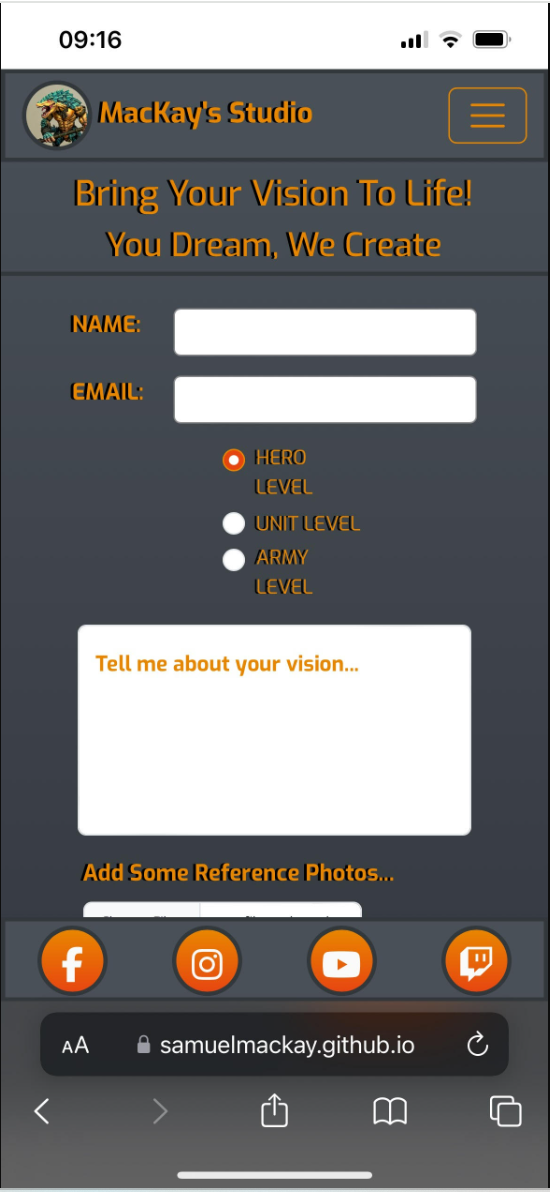 09:16
MacKay's Studio
Bring Your Vision To Life!
You Dream, We Create
NAME:
EMAIL:
HERO
LEVEL
UNIT LEVEL
ARMY
LEVEL
Tell me about your vision...
Add Some Reference Photos...
AA
samuelmackay.github.io